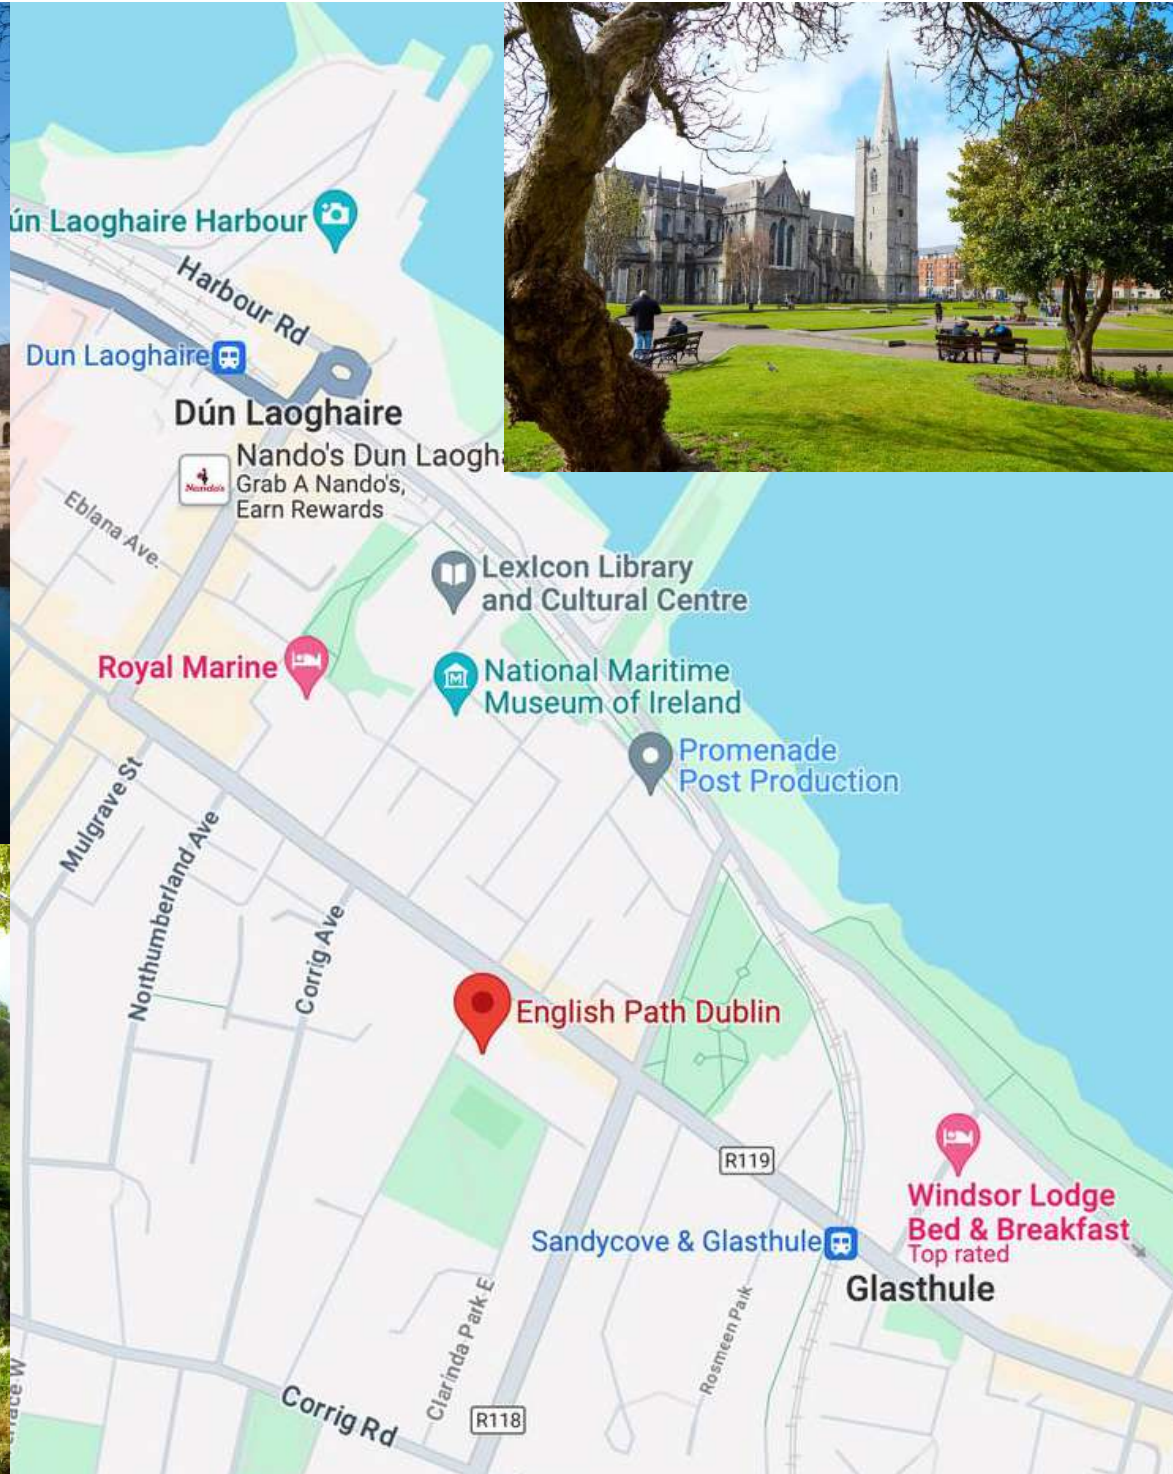 ún Laoghaire Harbour
Harbour Rd
Dun Laoghaire
Dún Laoghaire
Nando's Dun Laogh
Nando's
Grab A Nando's,
Earn Rewards
Eblana Ave.
LexIcon Library
and Cultural Centre
Royal Marine
National Maritime
Museum of Ireland
Promenade
Post Production
Mulgrave St
Northumberland Ave
Corrig Ave
English Path Dublin
R119
Windsor Lodge
Bed & Breakfast
Top rated
Sandycove & Glasthule
Glasthule
Clarinda Park E
Rosmeen Park
Corrig Rd
R118